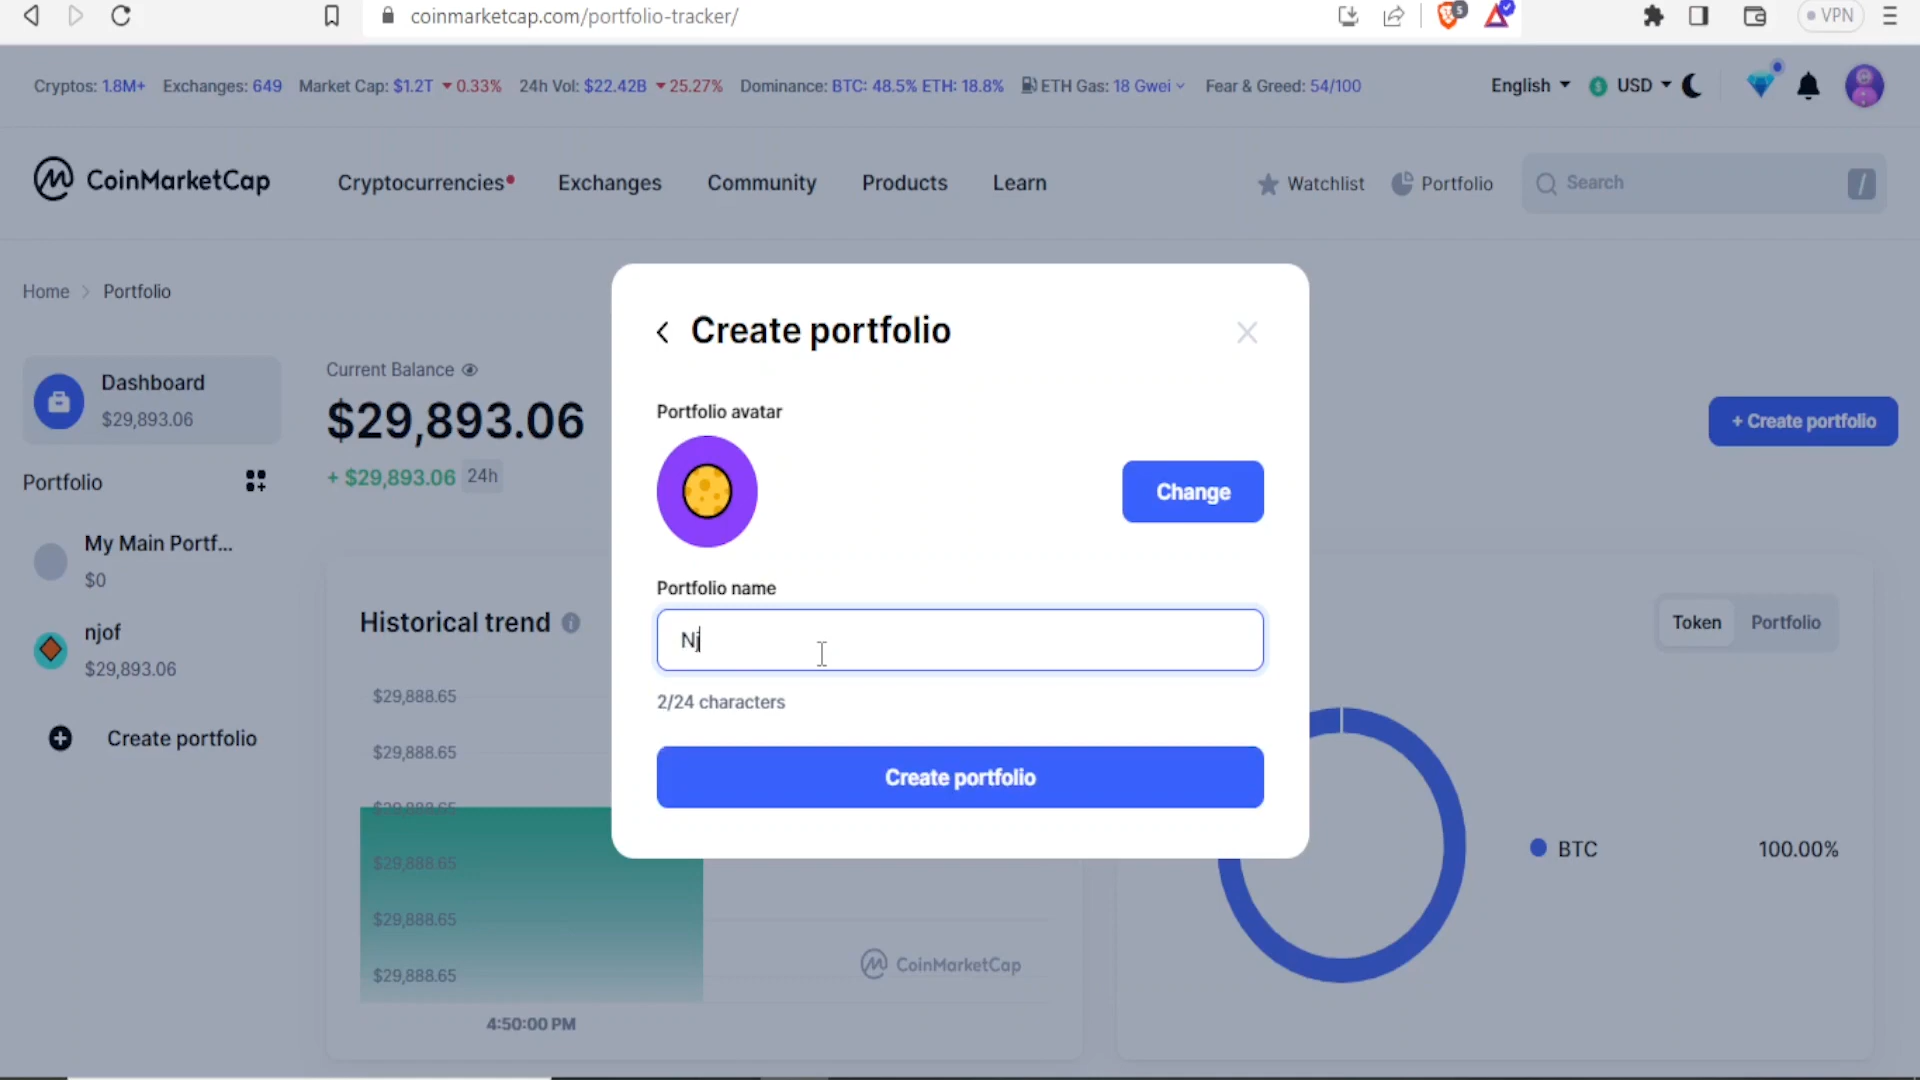 coinmarketcap.com/portfolio-tracker/
5
VPN
Cryptos: 1.8M+ Exchanges: 649 Market Cap: $1.2T 0.33% 24h Vol: $22.42B 25.27% Dominance: BTC: 48.5% ETH: 18.8% ETH Gas: 18 Gwei Fear & Greed: 54/100
English $ USD
CoinMarketCap
Cryptocurrencies Exchanges Community Products Learn
Watchlist Portfolio Search /
Home > Portfolio
Dashboard
$29,893.06
Portfolio
My Main Portf...
$0
njof
$29,893.06
Create portfolio
Current Balance
$29,893.06
+ $29,893.06 24h
+ Create portfolio
Create portfolio
Portfolio avatar
Change
Portfolio name
Nj
2/24 characters
Create portfolio
Historical trend
$29,888.65
$29,888.65
$29,888.65
$29,888.65
$29,888.65
$29,888.65
4:50:00 PM
CoinMarketCap
Token Portfolio
BTC 100.00%